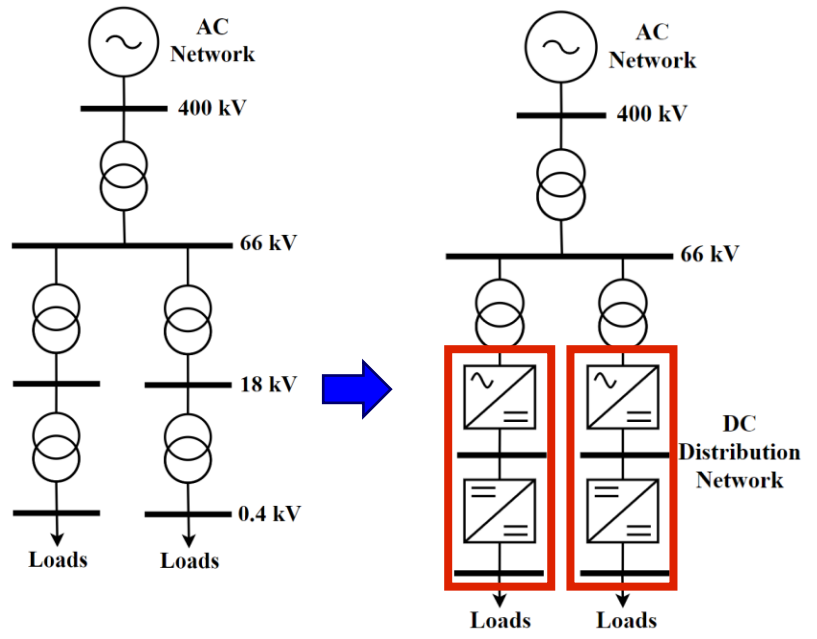 AC
Network
400 kV
66 kV
18 kV
0.4 kV
Loads
Loads
AC
Network
400 kV
66 kV
DC
Distribution
Network
Loads
Loads